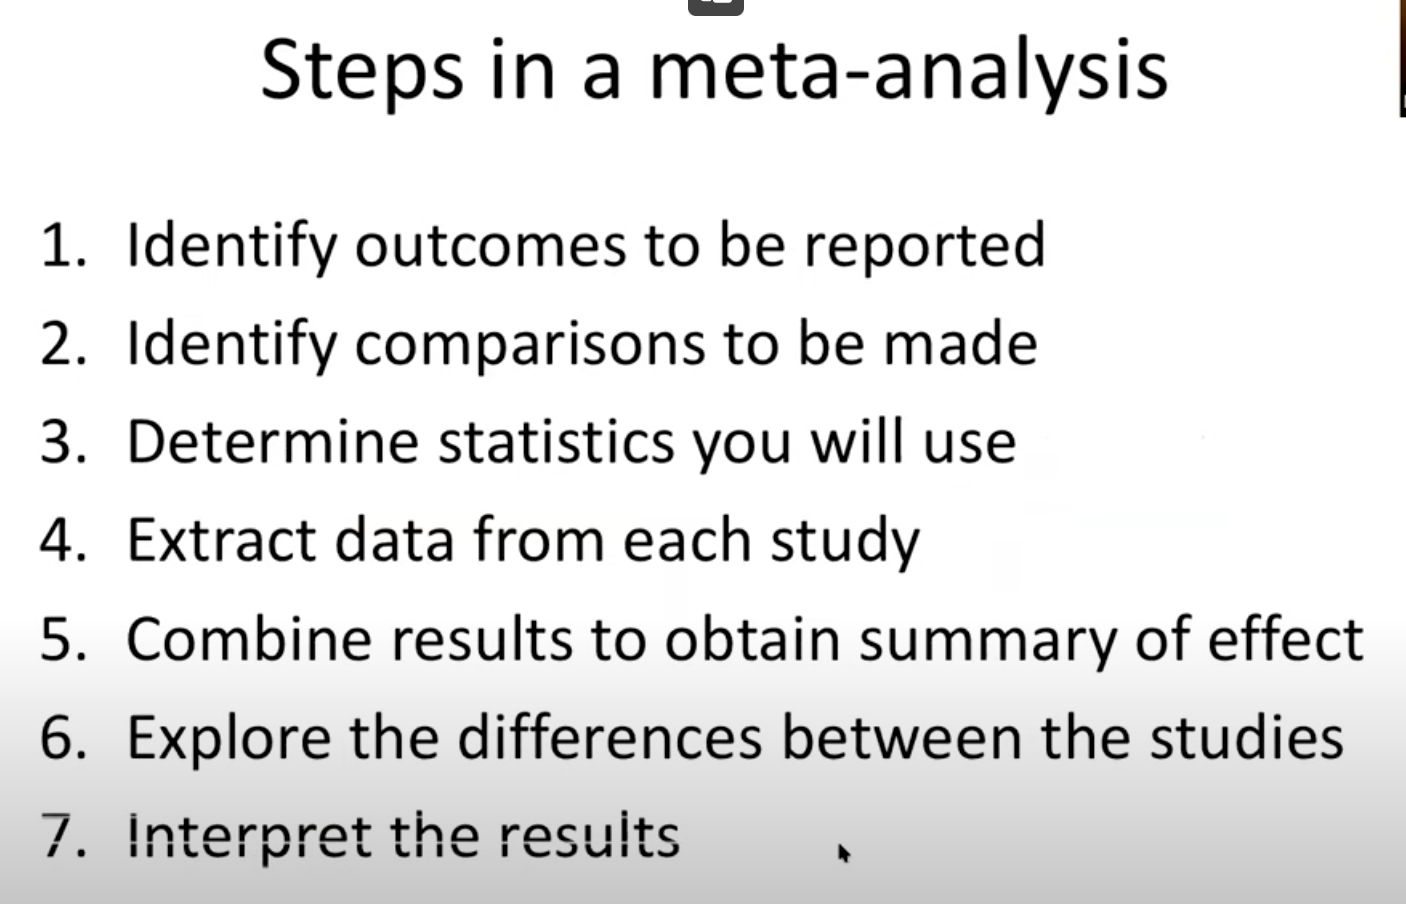 Steps in a meta-analysis
1. Identify outcomes to be reported
2. Identify comparisons to be made
3. Determine statistics you will use
4. Extract data from each study
5. Combine results to obtain summary of effect
6. Explore the differences between the studies
7. Interpret the results